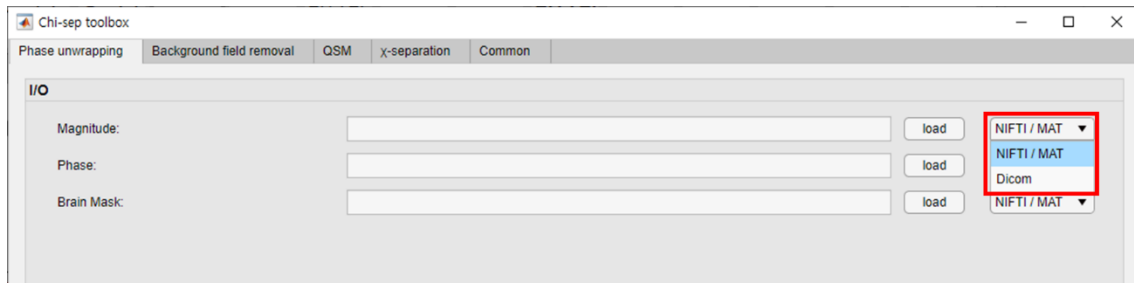 Chi-sep toolbox
Phase unwrapping Background field removal QSM χ-separation Common
I/O
Magnitude: load NIFTI / MAT
NIFTI / MAT
Phase: load
Dicom
Brain Mask: load NIFTI / MAT